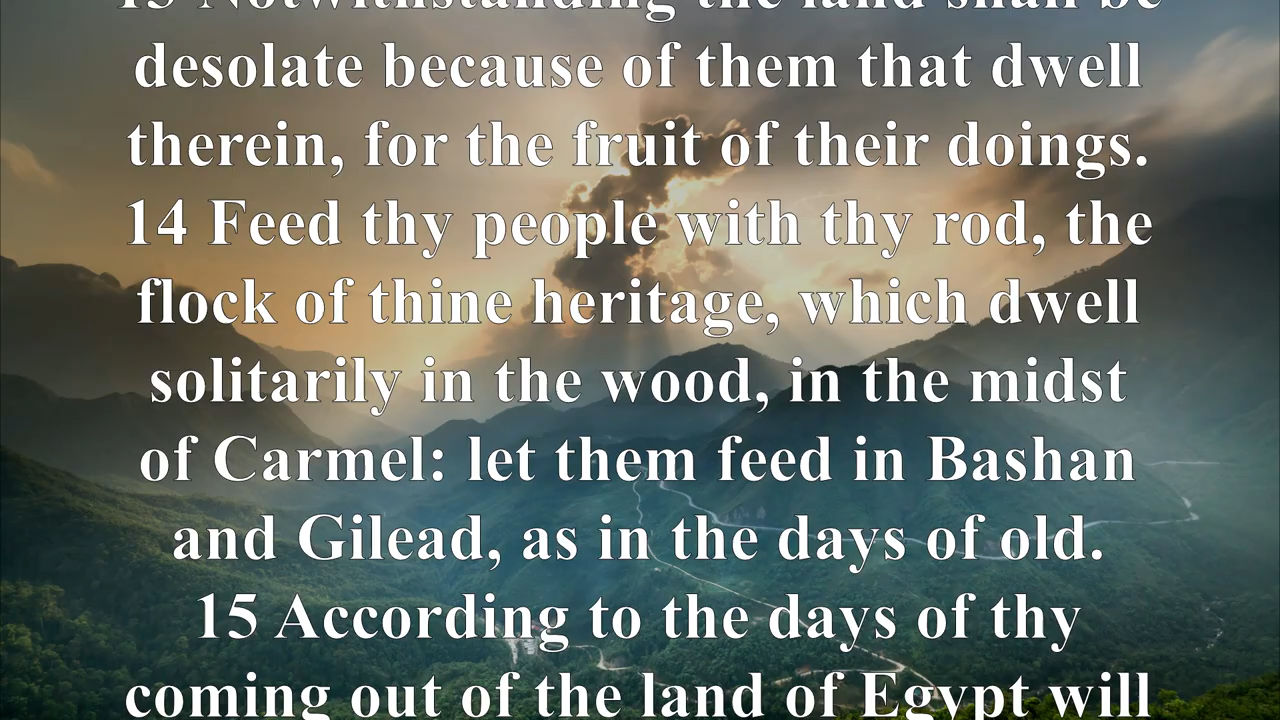 13 Notwithstanding the land shall be
desolate because of them that dwell
therein, for the fruit of their doings.
14 Feed thy people with thy rod, the
flock of thine heritage, which dwell
solitarily in the wood, in the midst
of Carmel: let them feed in Bashan
and Gilead, as in the days of old.
15 According to the days of thy
coming out of the land of Egypt will